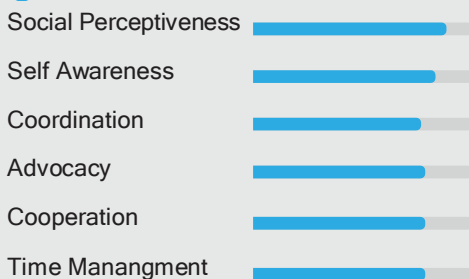 Social Perceptiveness
Self Awareness
Coordination
Advocacy
Cooperation
Time Manangment